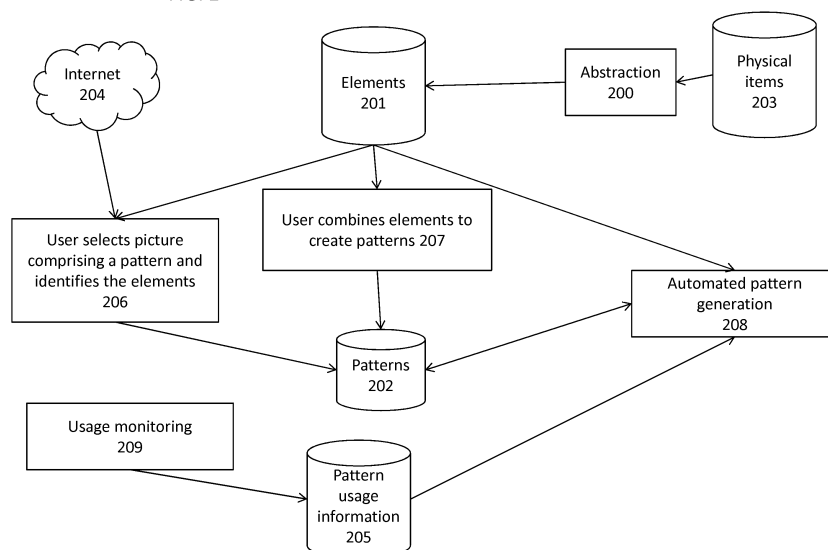 Internet
204
Elements
201
Abstraction
200
Physical
items
203
User selects picture
comprising a pattern and
identifies the elements
206
User combines elements to
create patterns 207
Automated pattern
generation
208
Patterns
202
Usage monitoring
209
Pattern
usage
information
205